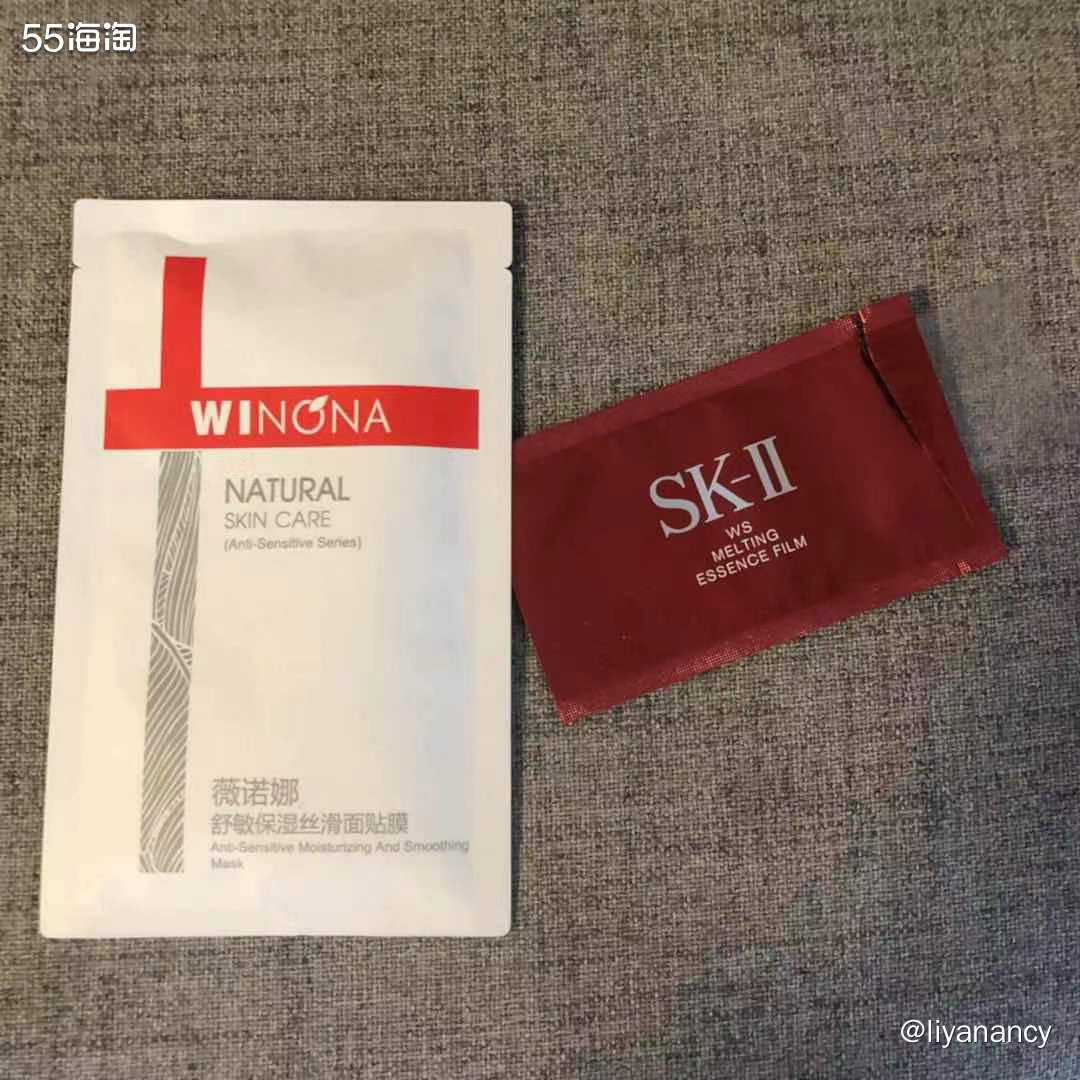 55海淘
WINONA
NATURAL
SKIN CARE
(Anti-Sensitive Series)
薇诺娜
舒敏保湿丝滑面贴膜
Anti-Sensitive Moisturizing And Smoothing
Mask
SK-II
WS
MELTING
ESSENCE FILM
@liyanancy